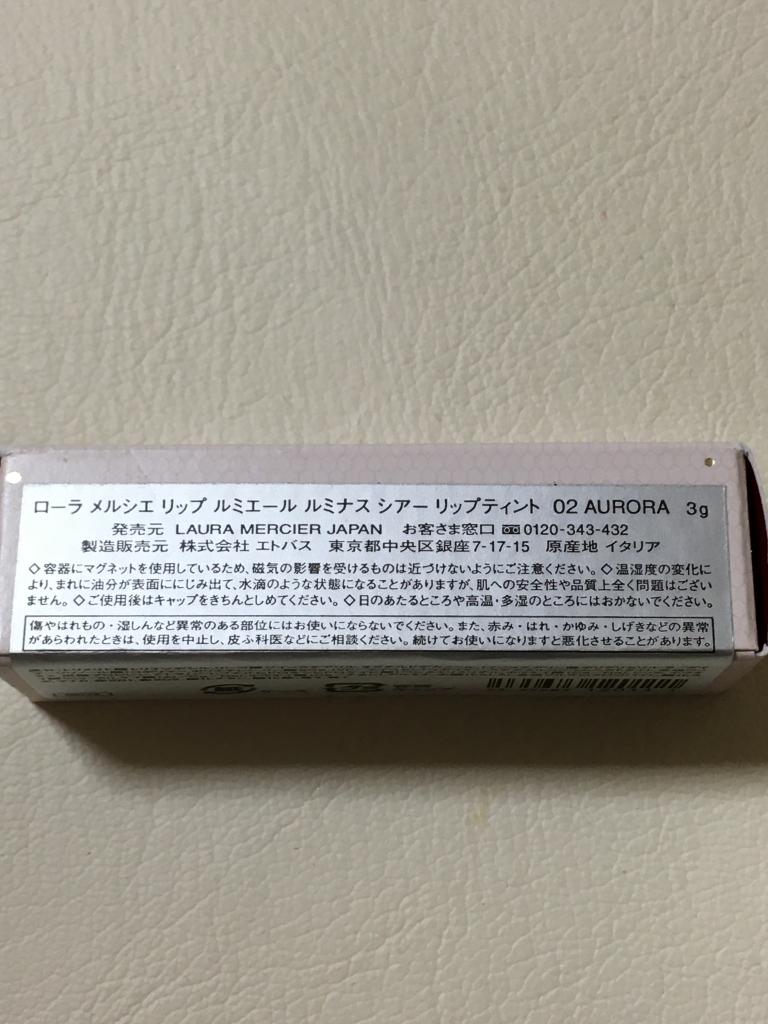 ローラ メルシエ リップ ルミエール ルミナス シアー リップティント 02 AURORA 3g
発売元 LAURA MERCIER JAPAN お客さま窓口 0120-343-432
製造販売元 株式会社 エトバス 東京都中央区銀座7-17-15 原産地 イタリア
◇容器にマグネットを使用しているため、磁気の影響を受けるものは近づけないようにご注意ください。◇温湿度の変化に
より、まれに油分が表面ににじみ出て、水滴のような状態になることがありますが、肌への安全性や品質上全く問題はござい
ません。◇ご使用後はキャップをきちんとしめてください。◇日のあたるところや高温・多湿のところにはおかないでください。
傷やはれもの・湿しんなど異常のある部位にはお使いにならないでください。また、赤み・はれ・かゆみ・しげきなどの異常
があらわれたときは、使用を中止し、皮ふ科医などにご相談ください。続けてお使いになりますと悪化させることがあります。